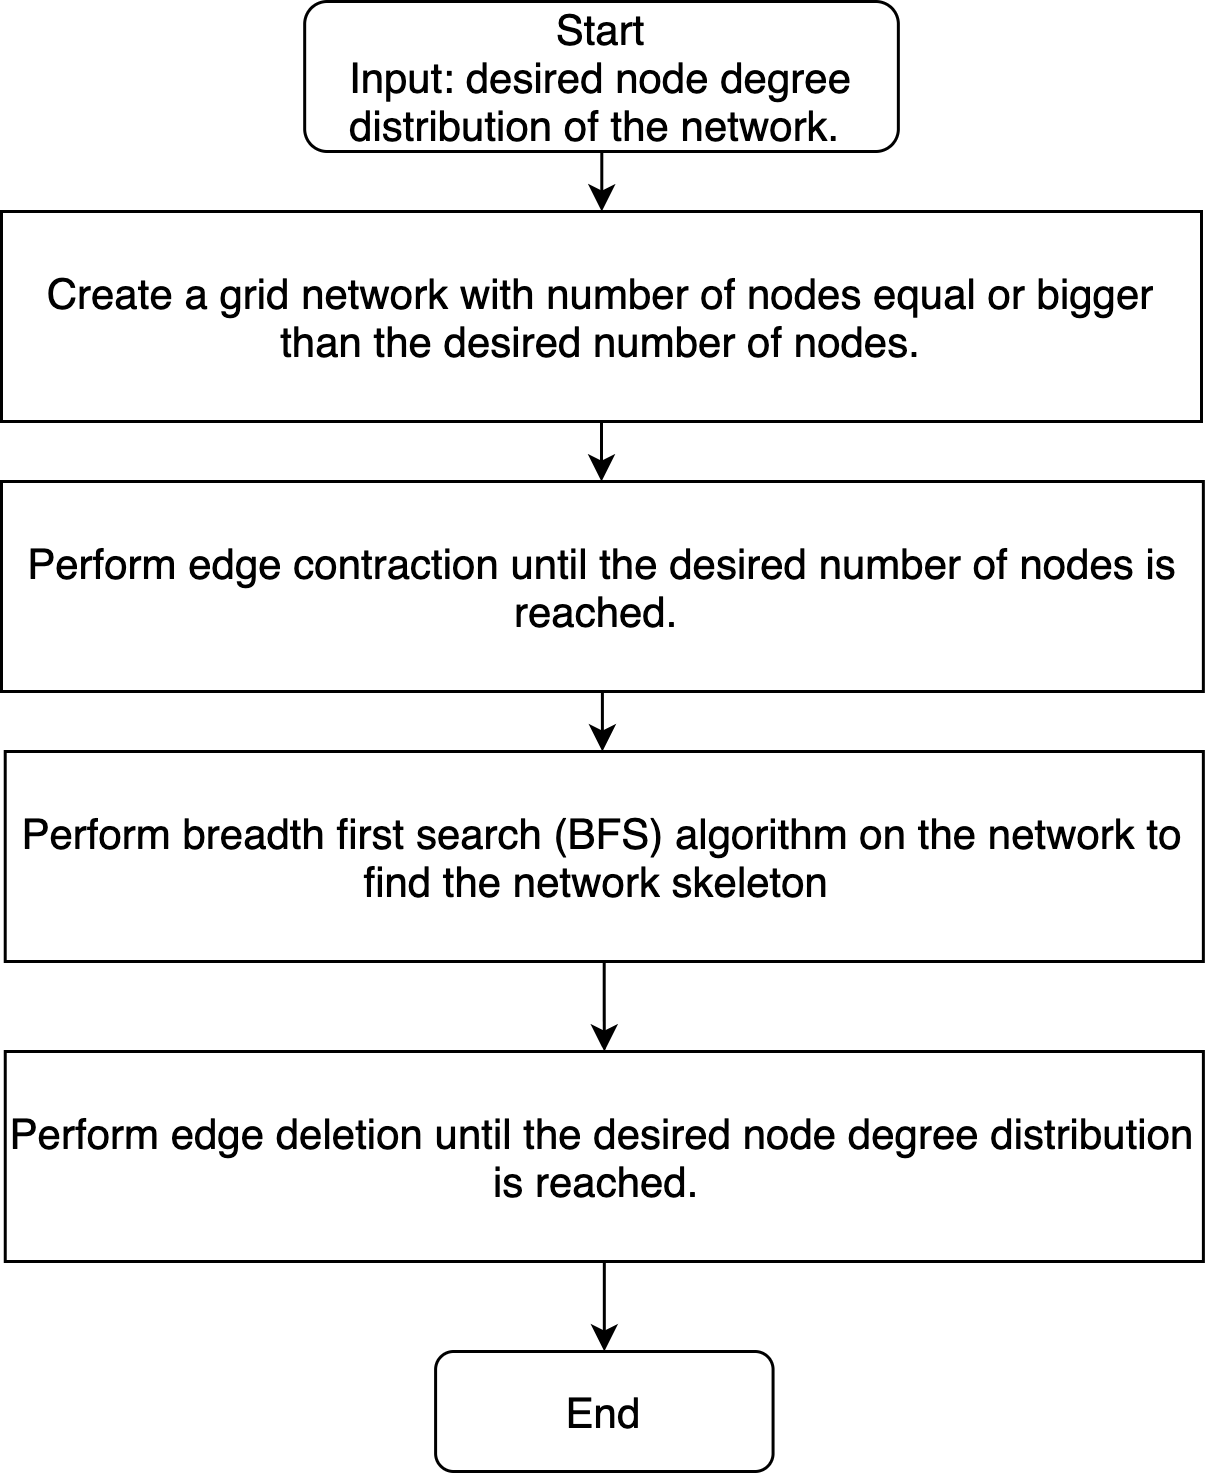 Start
Input: desired node degree
distribution of the network.
Create a grid network with number of nodes equal or bigger
than the desired number of nodes.
Perform edge contraction until the desired number of nodes is
reached.
Perform breadth first search (BFS) algorithm on the network to
find the network skeleton
Perform edge deletion until the desired node degree distribution
is reached.
End